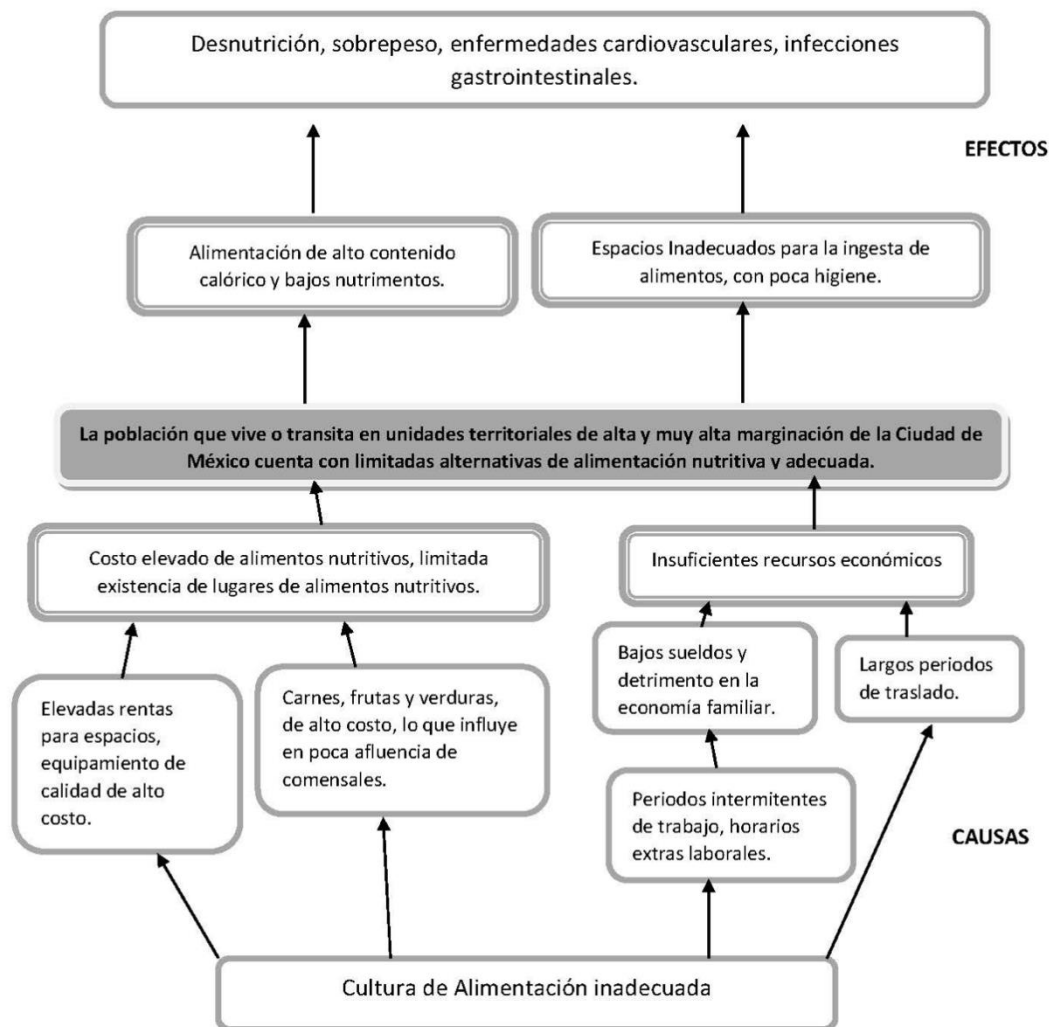 Desnutrición, sobrepeso, enfermedades cardiovasculares, infecciones
gastrointestinales.
EFECTOS
Alimentación de alto contenido
calórico y bajos nutrimentos.
Espacios Inadecuados para la ingesta de
alimentos, con poca higiene.
La población que vive o transita en unidades territoriales de alta y muy alta marginación de la Ciudad de
México cuenta con limitadas alternativas de alimentación nutritiva y adecuada.
Costo elevado de alimentos nutritivos, limitada
existencia de lugares de alimentos nutritivos.
Insuficientes recursos económicos
Elevadas rentas
para espacios,
equipamiento de
calidad de alto
costo.
Carnes, frutas y verduras,
de alto costo, lo que influye
en poca afluencia de
comensales.
Bajos sueldos y
detrimento en la
economía familiar.
Largos periodos
de traslado.
Periodos intermitentes
de trabajo, horarios
extras laborales.
CAUSAS
Cultura de Alimentación inadecuada